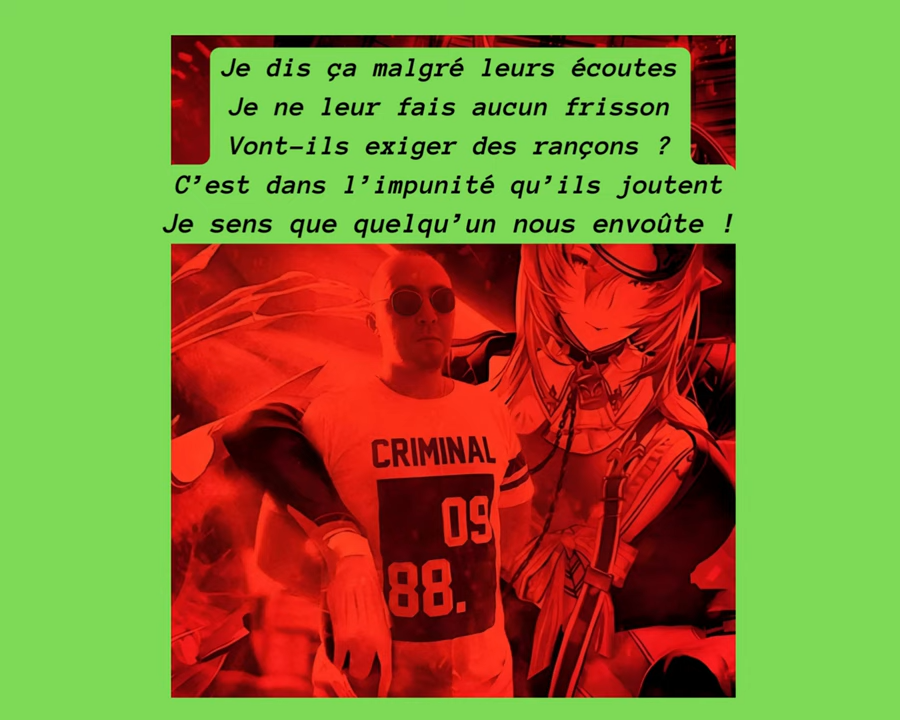 Je dis ça malgré leurs écoutes
Je ne leur fais aucun frisson
Vont-ils exiger des rançons ?
C’est dans l’impunité qu’ils joutent
Je sens que quelqu’un nous envoûte !
CRIMINAL
09
88.